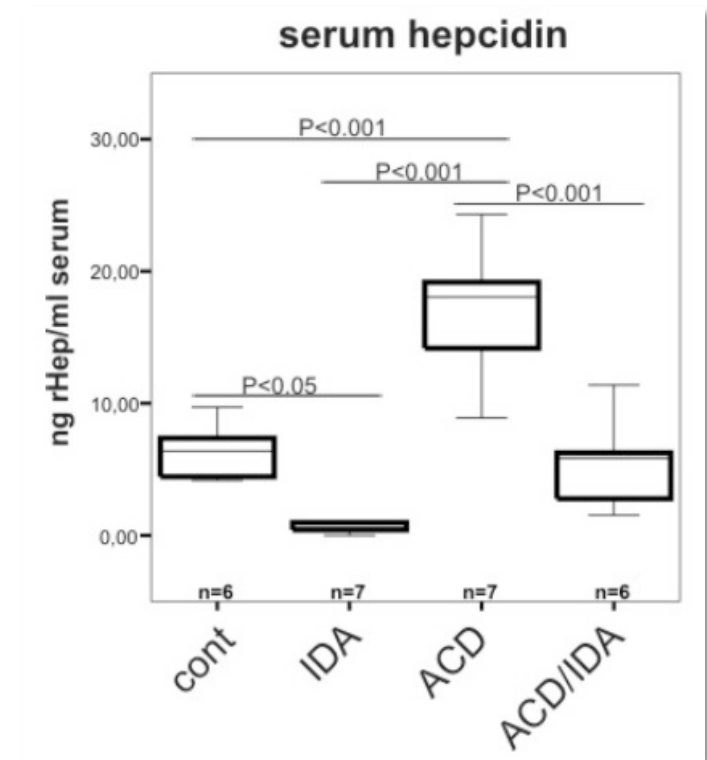 serum hepcidin
P<0.001
30,00
P<0.001
P<0.001
20,00
ng rHep/ml serum
10,00
P<0.05
0,00
n=6 n=7 n=7 n=6
cont IDA ACD ACD/IDA